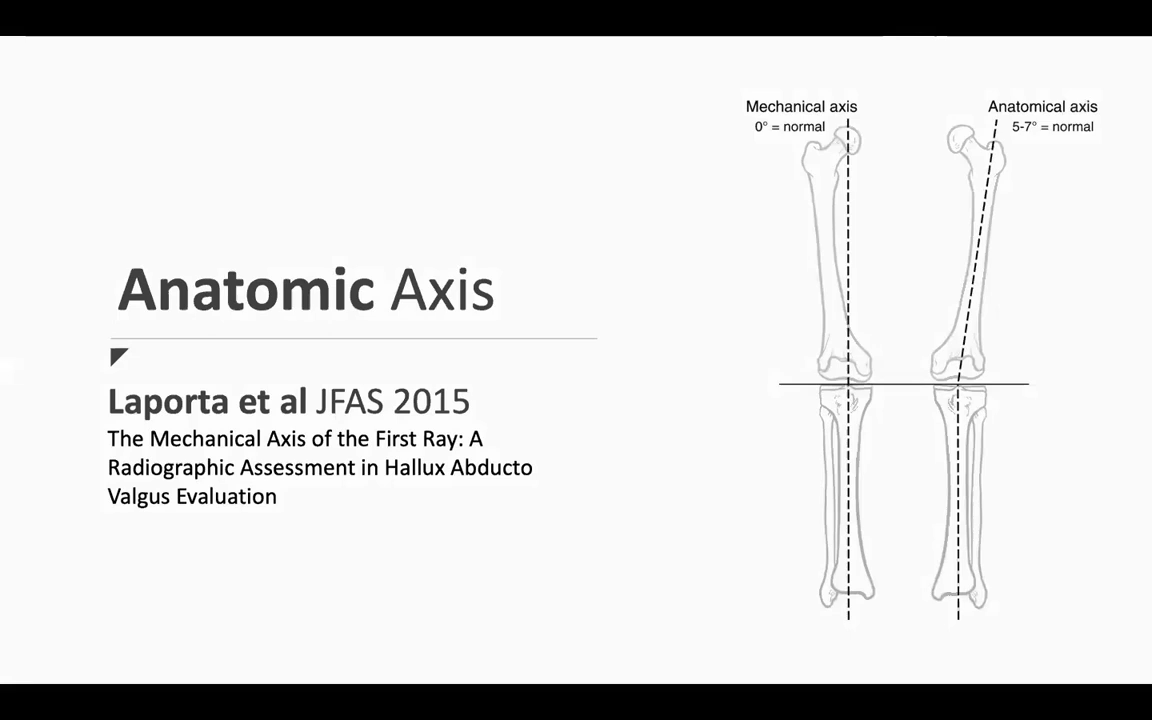 Mechanical axis
0° = normal
Anatomical axis
5-7° = normal
Anatomic Axis
Laporta et al JFAS 2015
The Mechanical Axis of the First Ray: A
Radiographic Assessment in Hallux Abducto
Valgus Evaluation